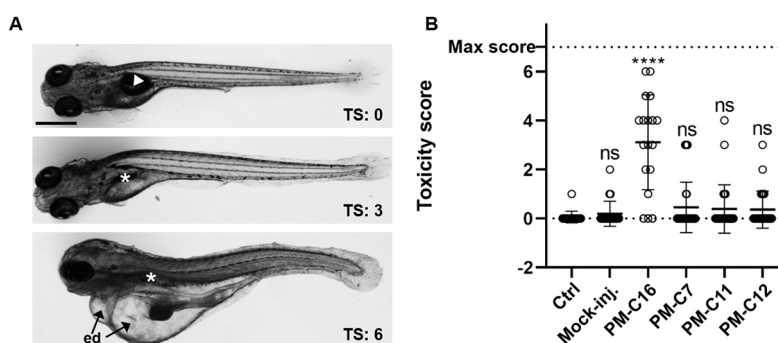 A
TS: 0
*
TS: 3
*
ed
TS: 6
B
Toxicity score
Max score
6
4
2
0
-2
ns
****
ns
ns
ns
Ctrl
Mock-inj.
PM-C16
PM-C7
PM-C11
PM-C12